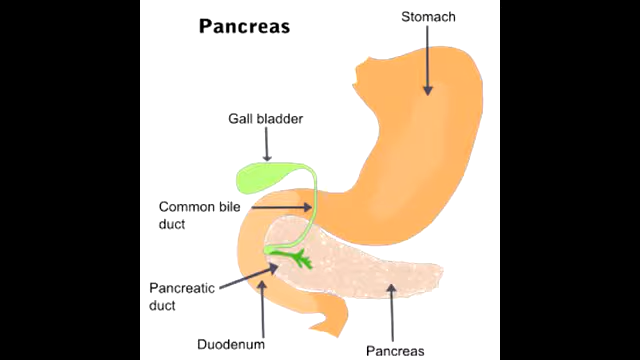 Pancreas
Stomach
Gall bladder
Common bile
duct
Pancreatic
duct
Duodenum
Pancreas